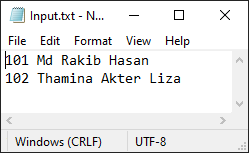 Input.txt - N...
File Edit Format View Help
101 Md Rakib Hasan
102 Thamina Akter Liza
Windows (CRLF) UTF-8